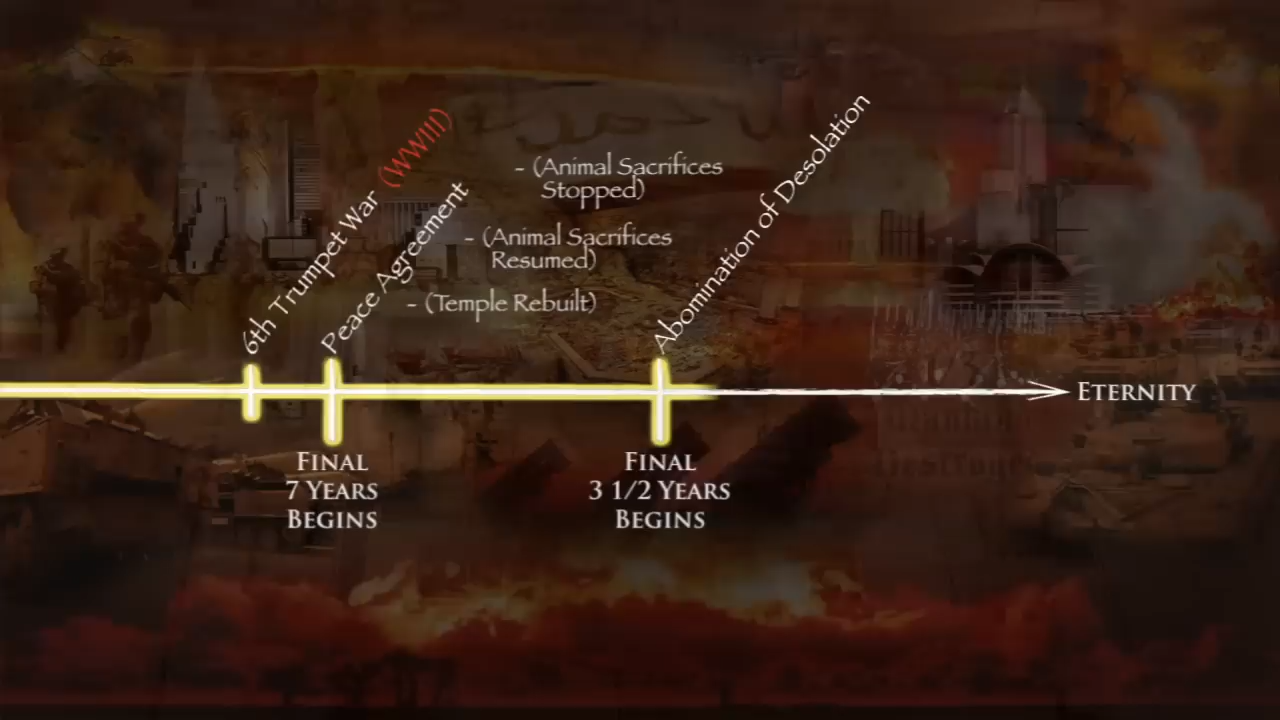 6th Trumpet War (WWIII)
Peace Agreement
- (Animal Sacrifices
Stopped)
- (Animal Sacrifices
Resumed)
- (Temple Rebuilt)
Abomination of Desolation
ETERNITY
FINAL
7 YEARS
BEGINS
FINAL
3 1/2 YEARS
BEGINS